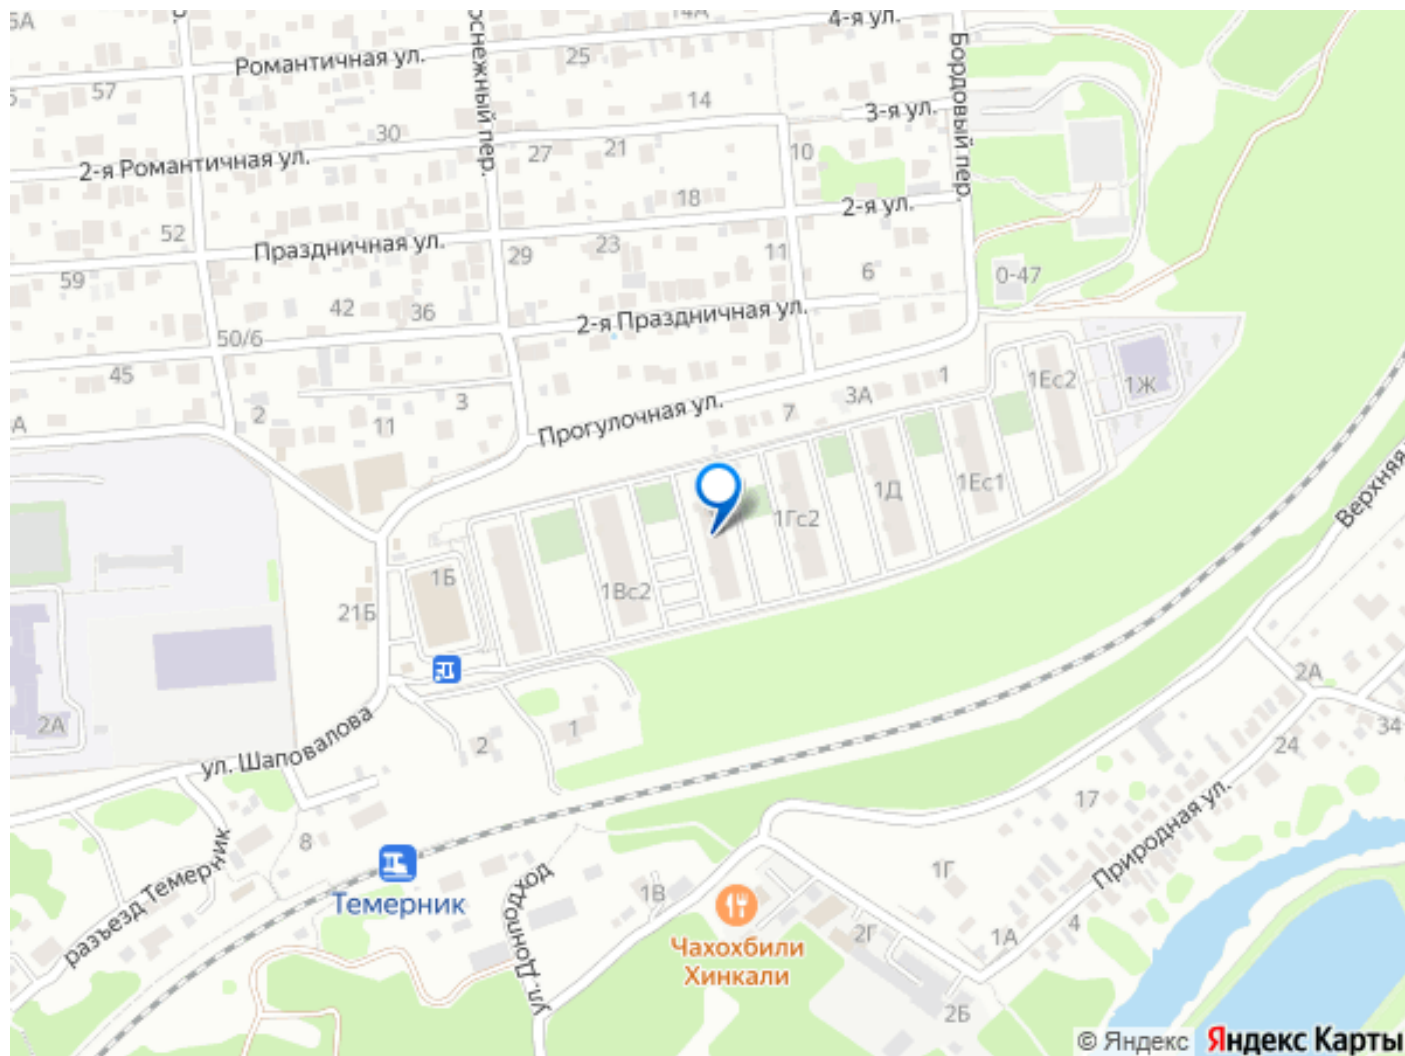 4-я ул.
14А
Романтичная ул.
25
57
14
3-я ул.
Бордовый пер.
30
2-я Романтичная ул.
27
21
10
18
2-я ул.
52
Праздничная ул.
29
23
11
6
0-47
59
42
36
2-я Праздничная ул.
50/6
45
2
3
11
Прогулочная ул.
7
3А
1
1Ес2
1Ж
1Д
1Ес1
1Гс2
1Б
1Вс2
21Б
Верхняя
2А
2А
34
24
ул. Шаповалова
2
1
17
8
Природная ул.
разъезд Темерник
Темерник
ул. Донподход
1В
1Г
Чахохбили
Хинкали
2Г
1А
4
2Б
© Яндекс Яндекс Карты